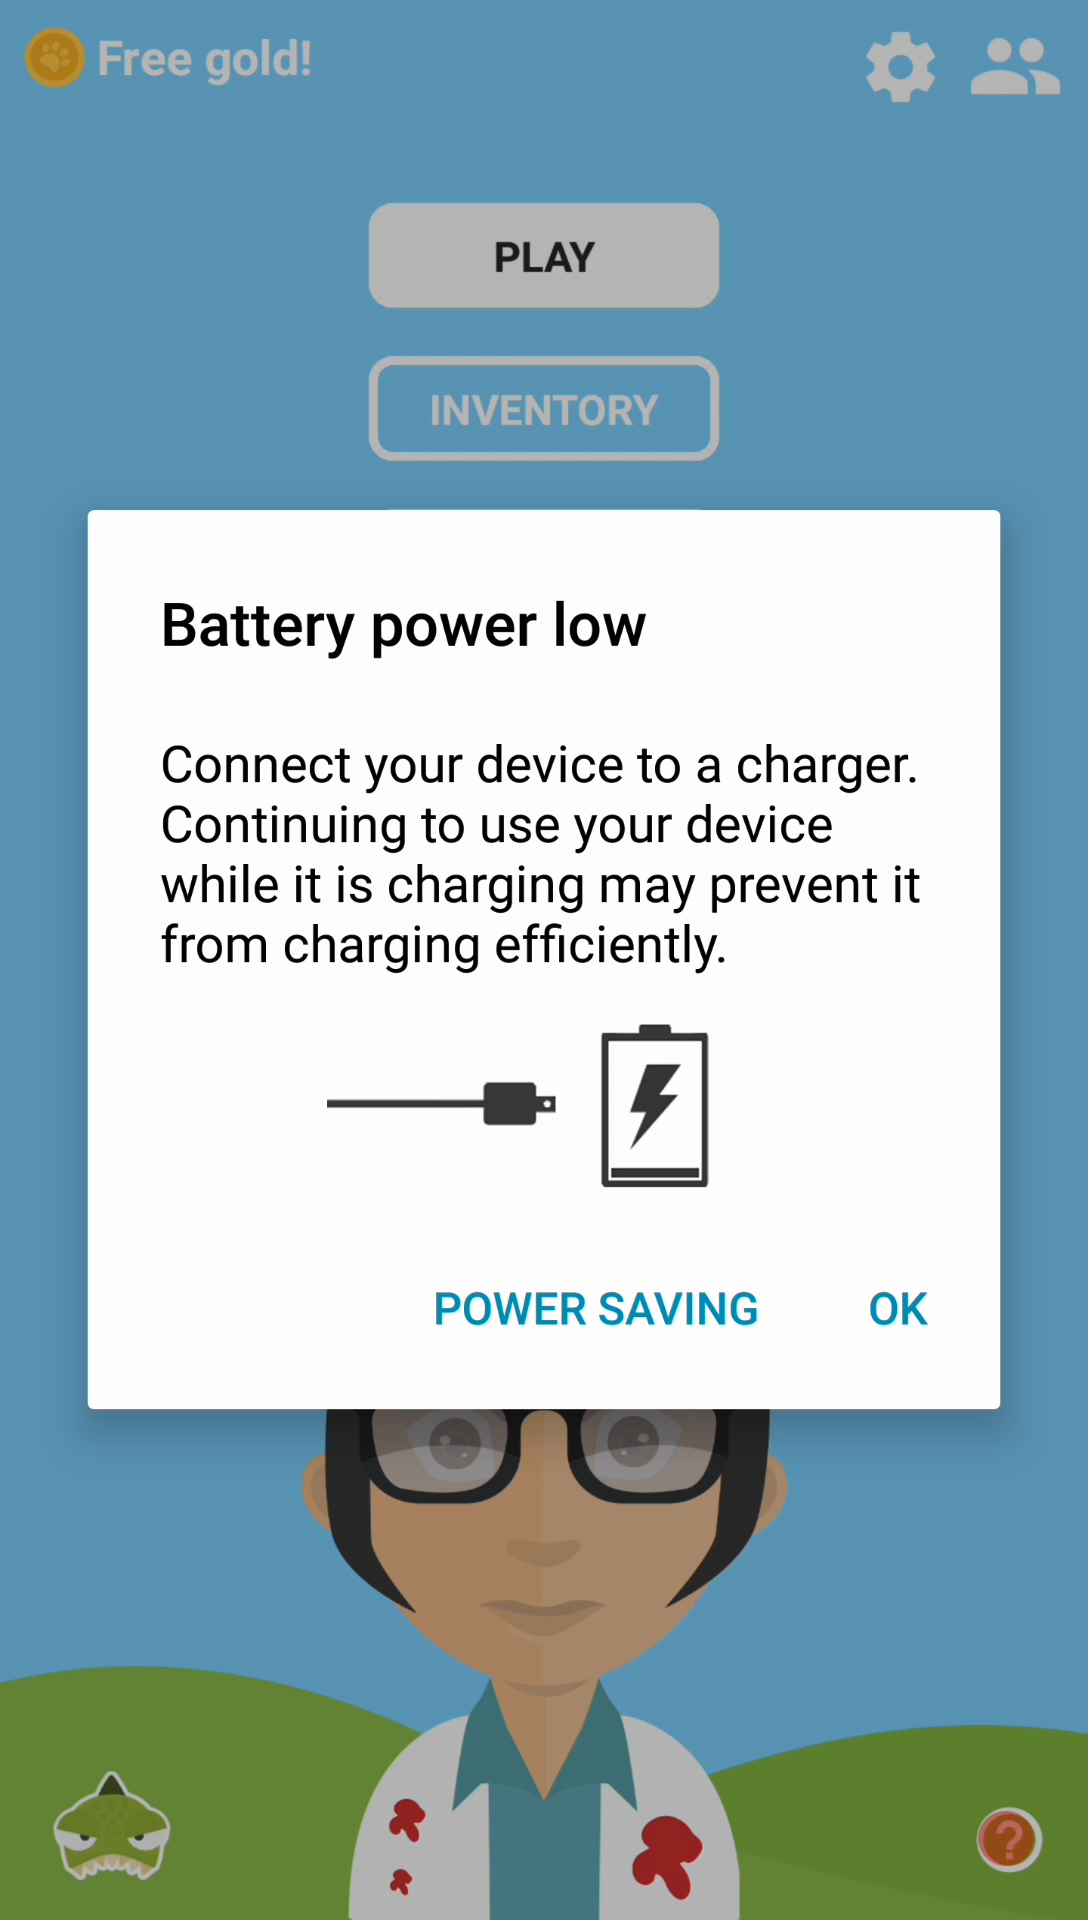 Free gold!
PLAY
INVENTORY
Battery power low
Connect your device to a charger.
Continuing to use your device
while it is charging may prevent it
from charging efficiently.
POWER SAVING OK
?